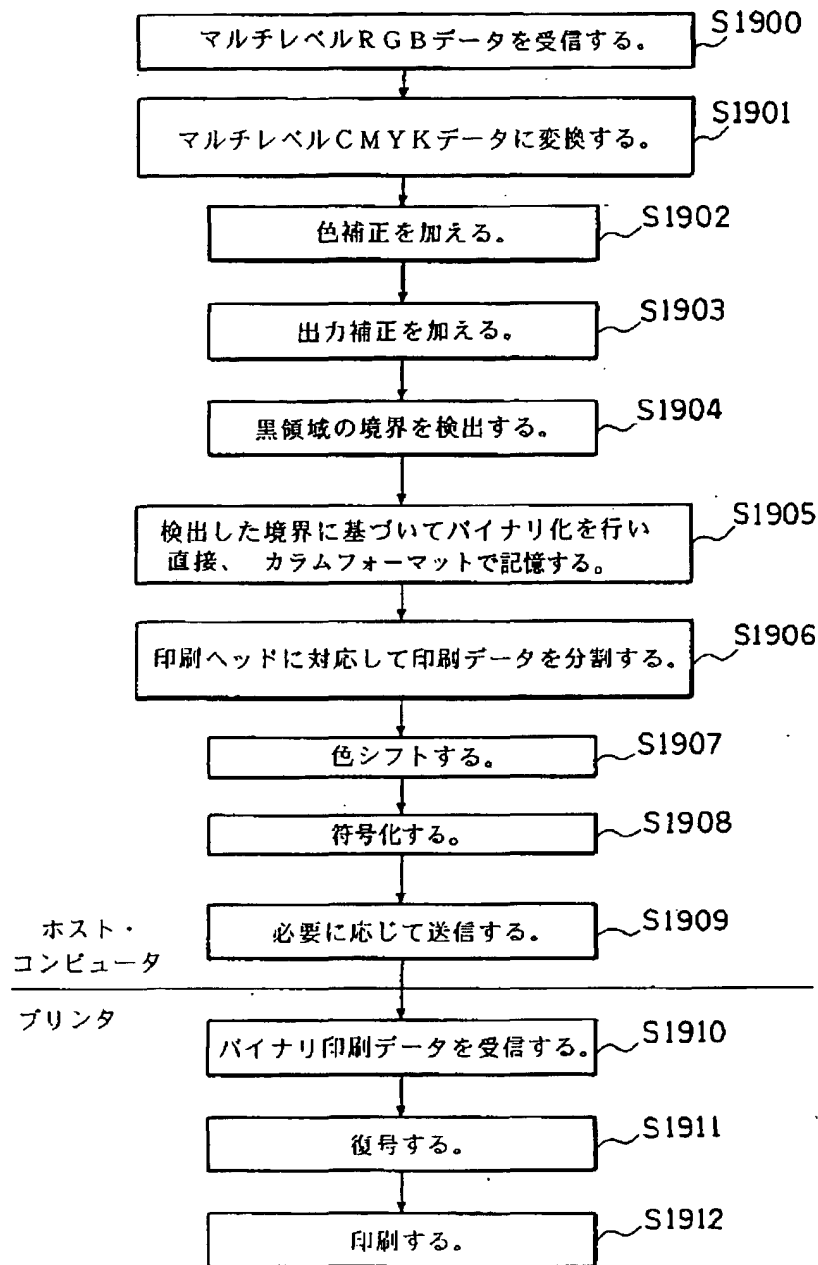 マルチレベルRGBデータを受信する。 S1900
マルチレベルCMYKデータに変換する。 S1901
色補正を加える。 S1902
出力補正を加える。 S1903
黒領域の境界を検出する。 S1904
検出した境界に基づいてバイナリ化を行い S1905
直接、カラムフォーマットで記憶する。
印刷ヘッドに対応して印刷データを分割する。 S1906
色シフトする。 S1907
符号化する。 S1908
必要に応じて送信する。 S1909
ホスト・
コンピュータ
プリンタ
バイナリ印刷データを受信する。 S1910
復号する。 S1911
印刷する。 S1912